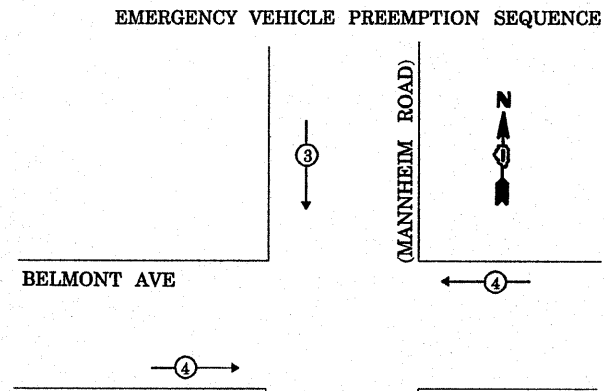 EMERGENCY VEHICLE PREEMPTION SEQUENCE
(MANNHEIM ROAD)
N
3
BELMONT AVE
4
4